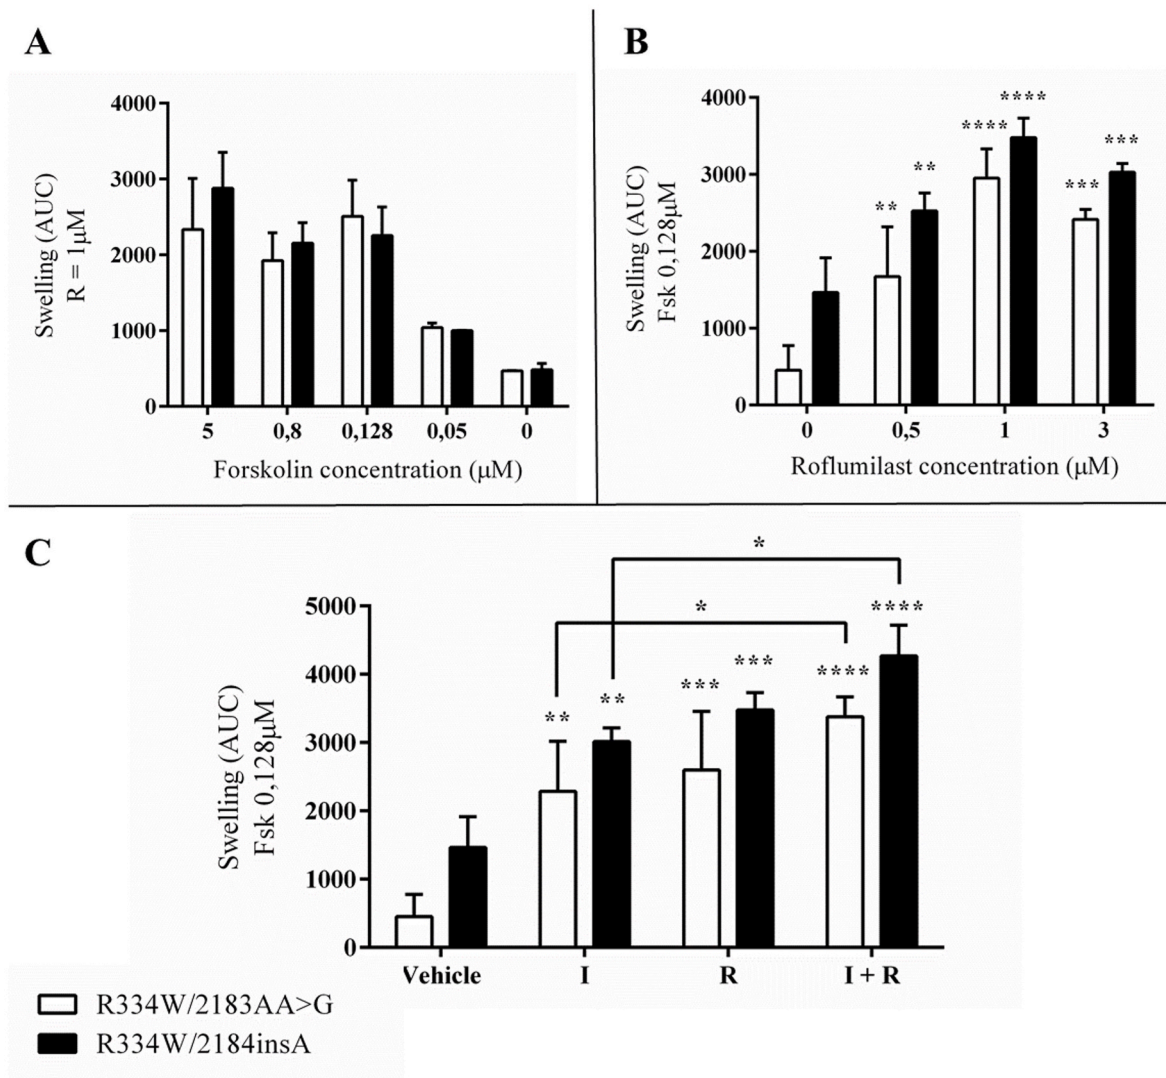 A
4000
3000
2000
1000
0
Swelling (AUC)
R = 1μM
5 0,8 0,128 0,05 0
Forskolin concentration (μM)
B
4000
3000
2000
1000
0
Swelling (AUC)
Fsk 0,128μM
** ** **** **** *** ***
0 0,5 1 3
Roflumilast concentration (μM)
C
5000
4000
3000
2000
1000
0
Swelling (AUC)
Fsk 0,128μM
*
*
** ** *** *** **** ****
Vehicle I R I + R
R334W/2183AA>G
R334W/2184insA